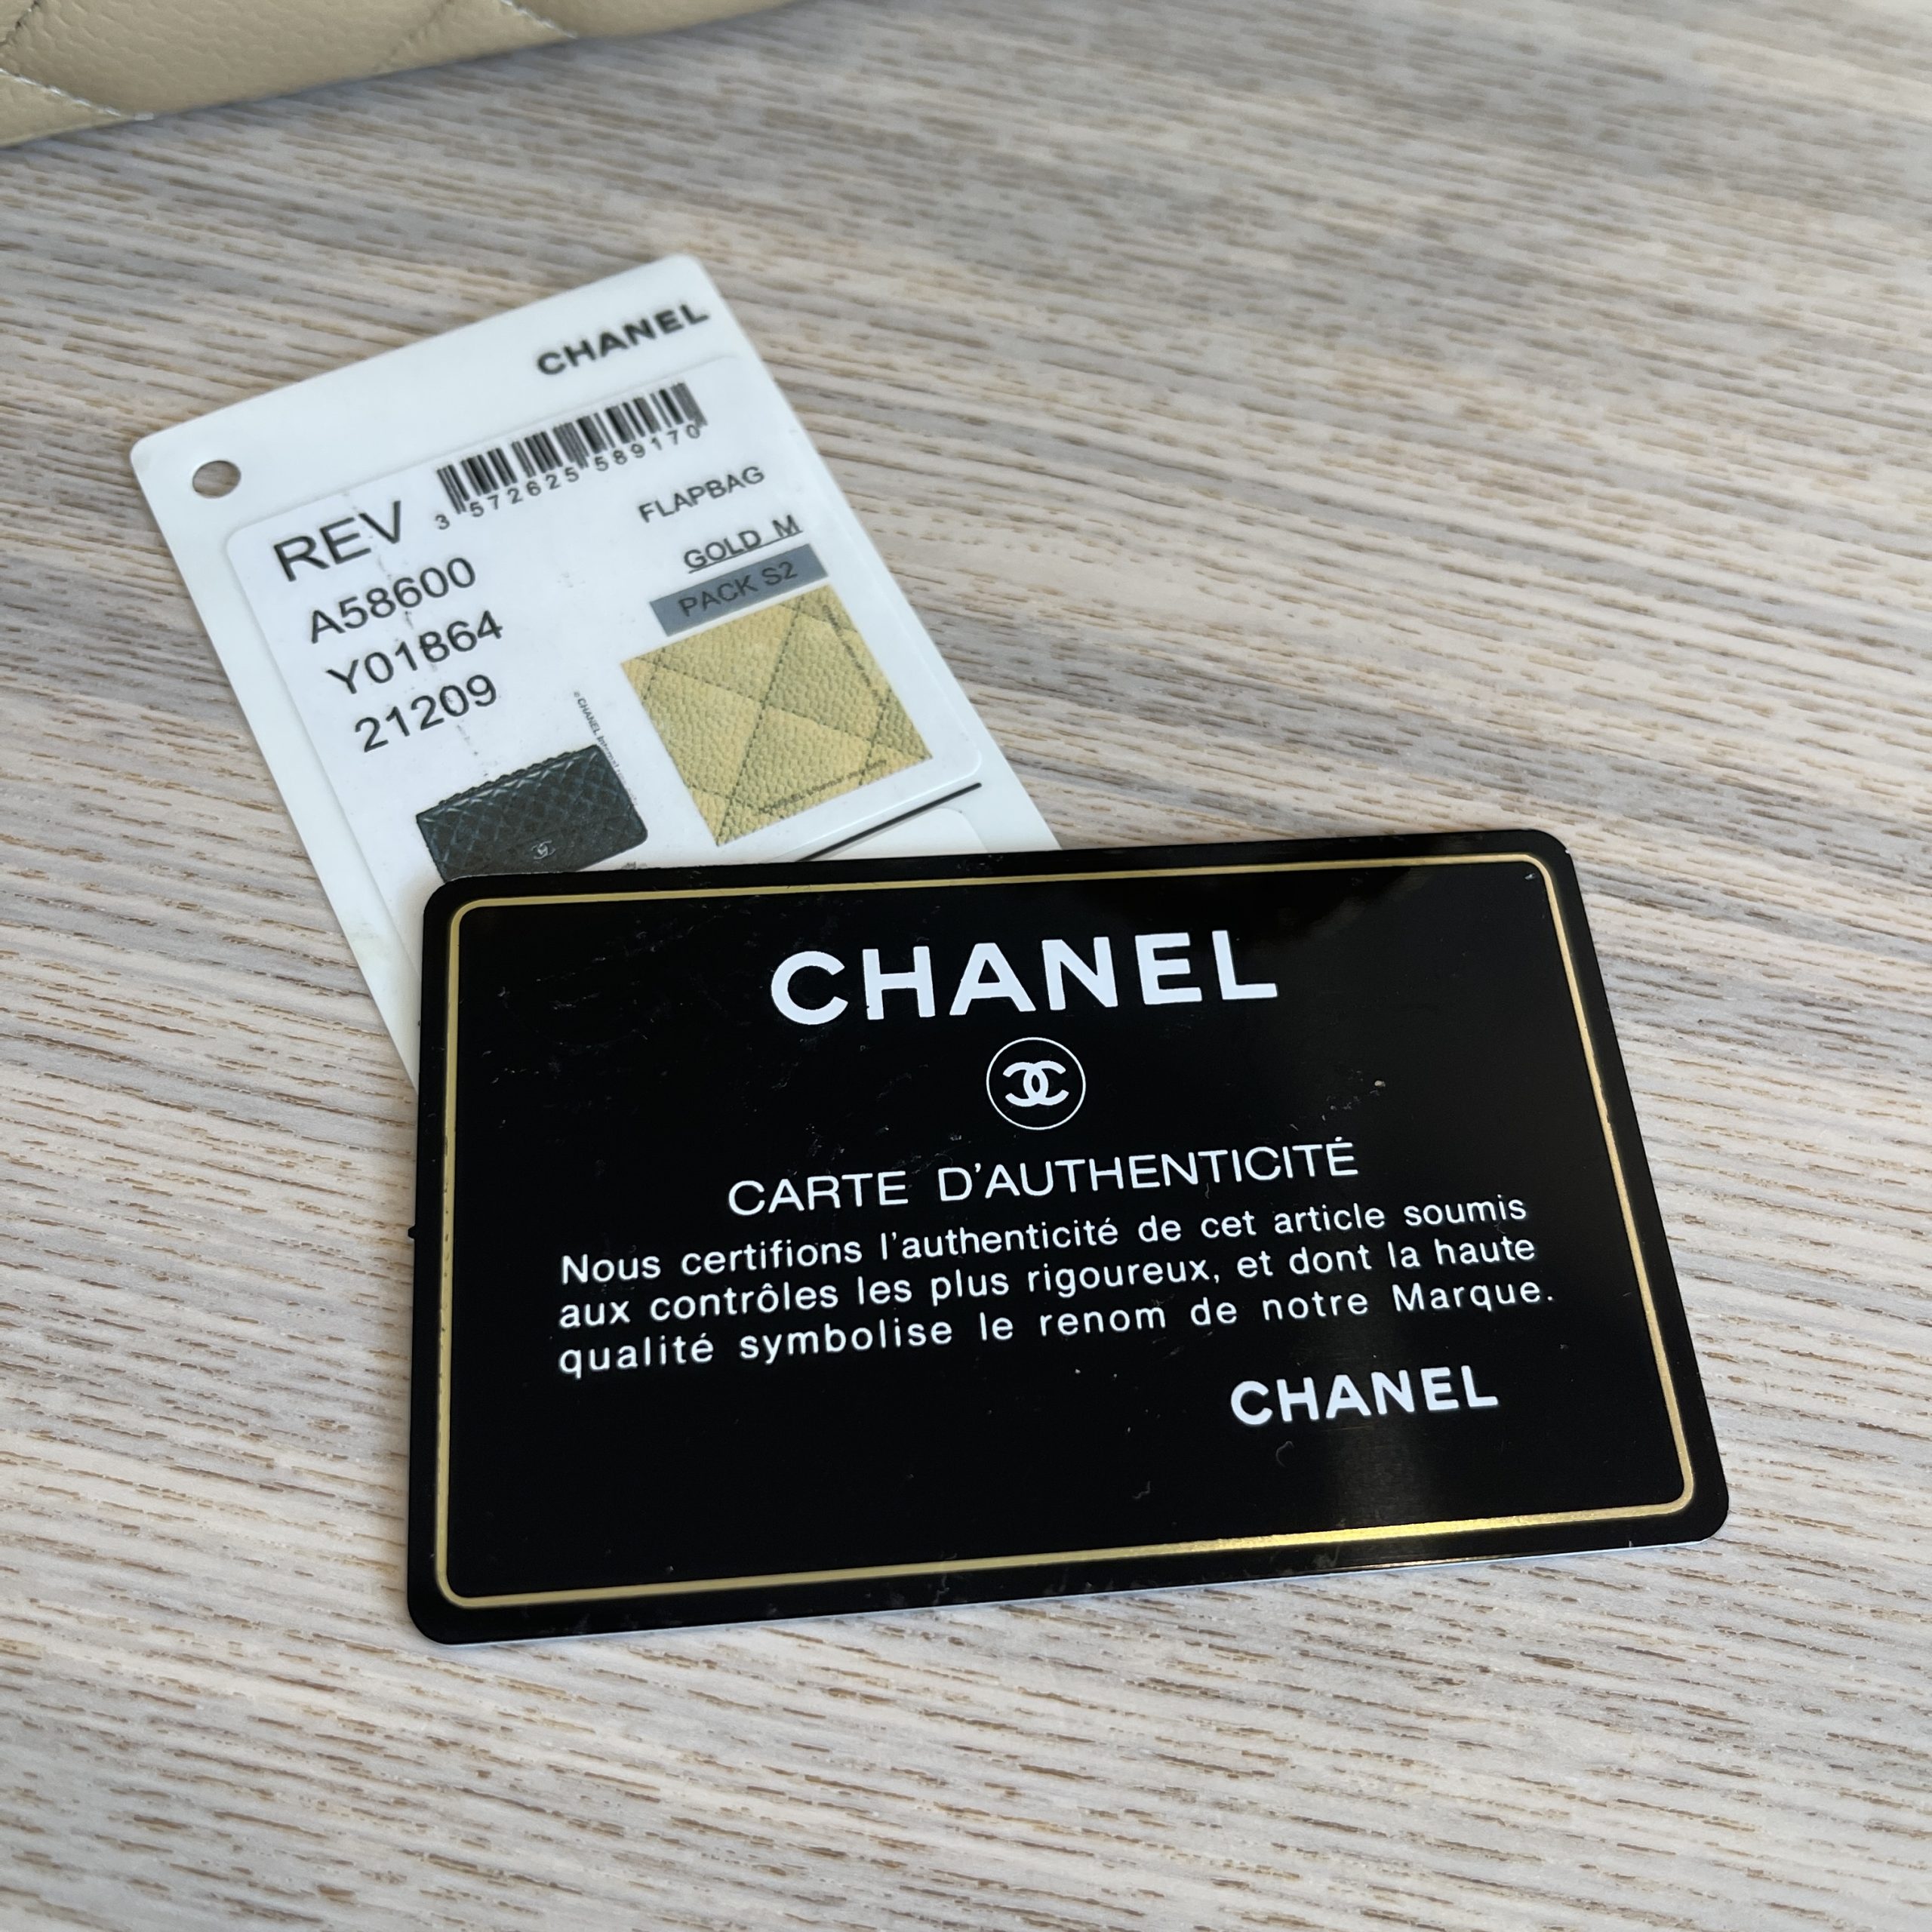 CHANEL
3 572625 589170
REV
FLAPBAG
A58600
GOLD M
Y01864
PACK S2
21209
© CHANEL
CHANEL
CARTE D'AUTHENTICITÉ
Nous certifions l'authenticité de cet article soumis
aux contrôles les plus rigoureux, et dont la haute
qualité symbolise le renom de notre Marque.
CHANEL